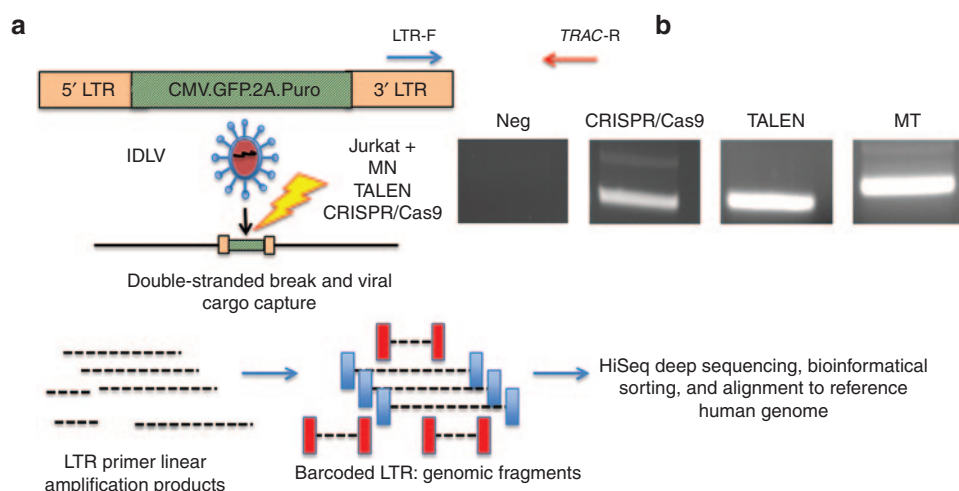 a
LTR-F
TRAC-R
5′ LTR
CMV.GFP.2A.Puro
3′ LTR
IDLV
Jurkat +
MN
TALEN
CRISPR/Cas9
Double-stranded break and viral
cargo capture
b
Neg
CRISPR/Cas9
TALEN
MT
LTR primer linear
amplification products
Barcoded LTR: genomic fragments
HiSeq deep sequencing, bioinformatical
sorting, and alignment to reference
human genome